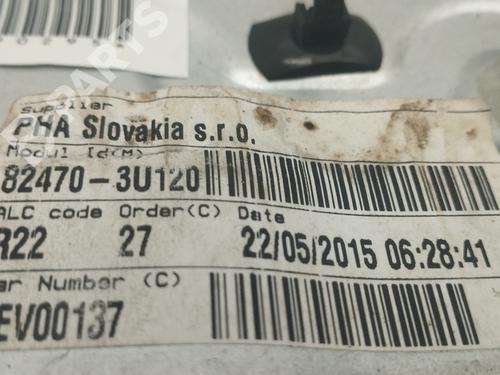 Supplier
PHA Slovakia s.r.o.
Modul Id(M)
82470-3U120
ALC code Order(C) Date
R22 27 22/05/2015 06:28:41
ar Number (C)
EV00137